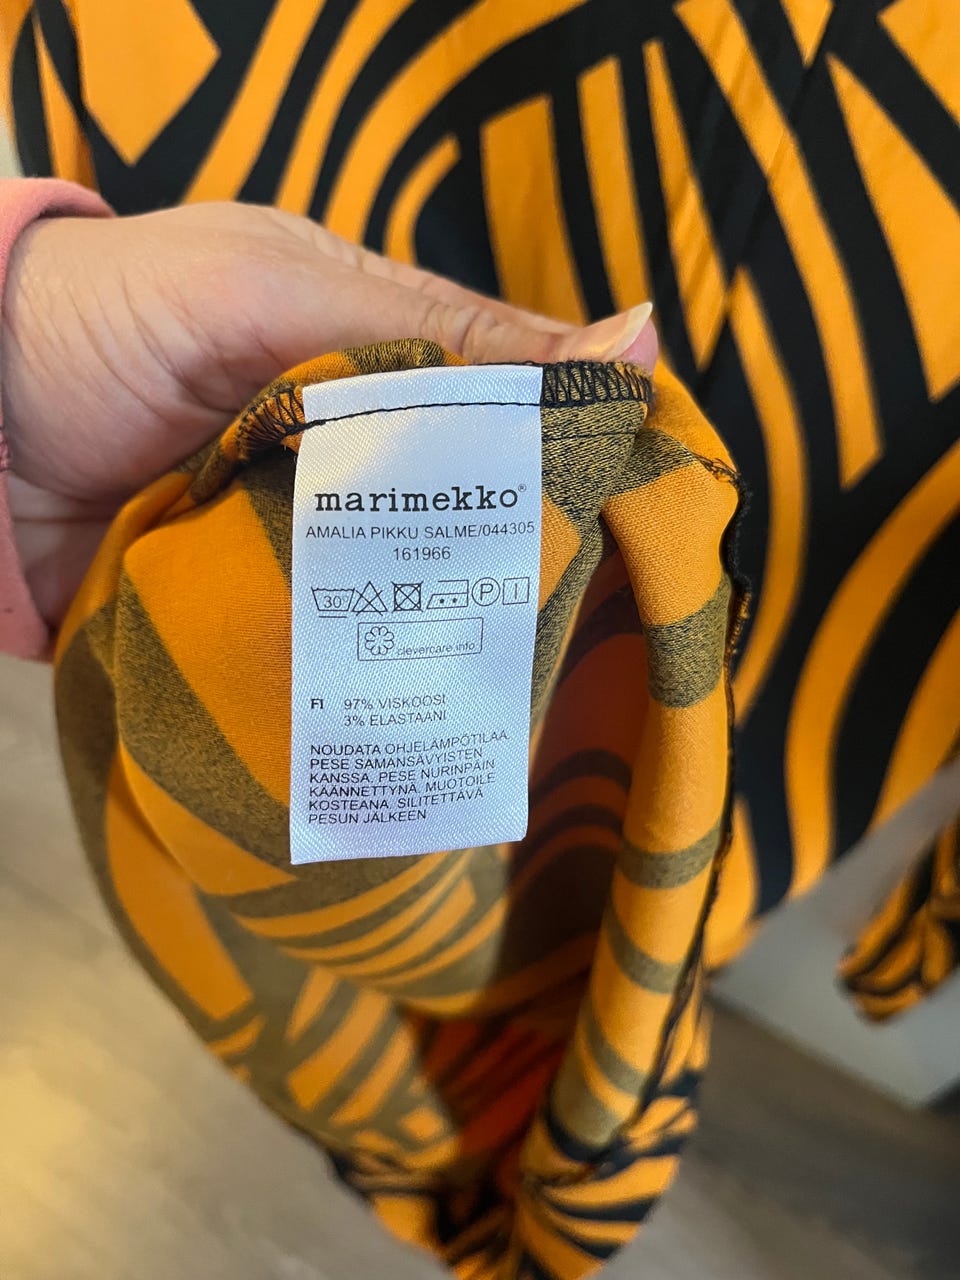 marimekko®
AMALIA PIKKU SALME/044305
161966
30° P I
clevercare.info
FI 97% VISKOOSI
3% ELASTAANI
NOUDATA OHJELÄMPÖTILAA.
PESE SAMANSÄVYISTEN
KANSSA. PESE NURINPÄIN
KÄÄNNETTYNÄ. MUOTOILE
KOSTEANA. SILITETTÄVÄ
PESUN JÄLKEEN